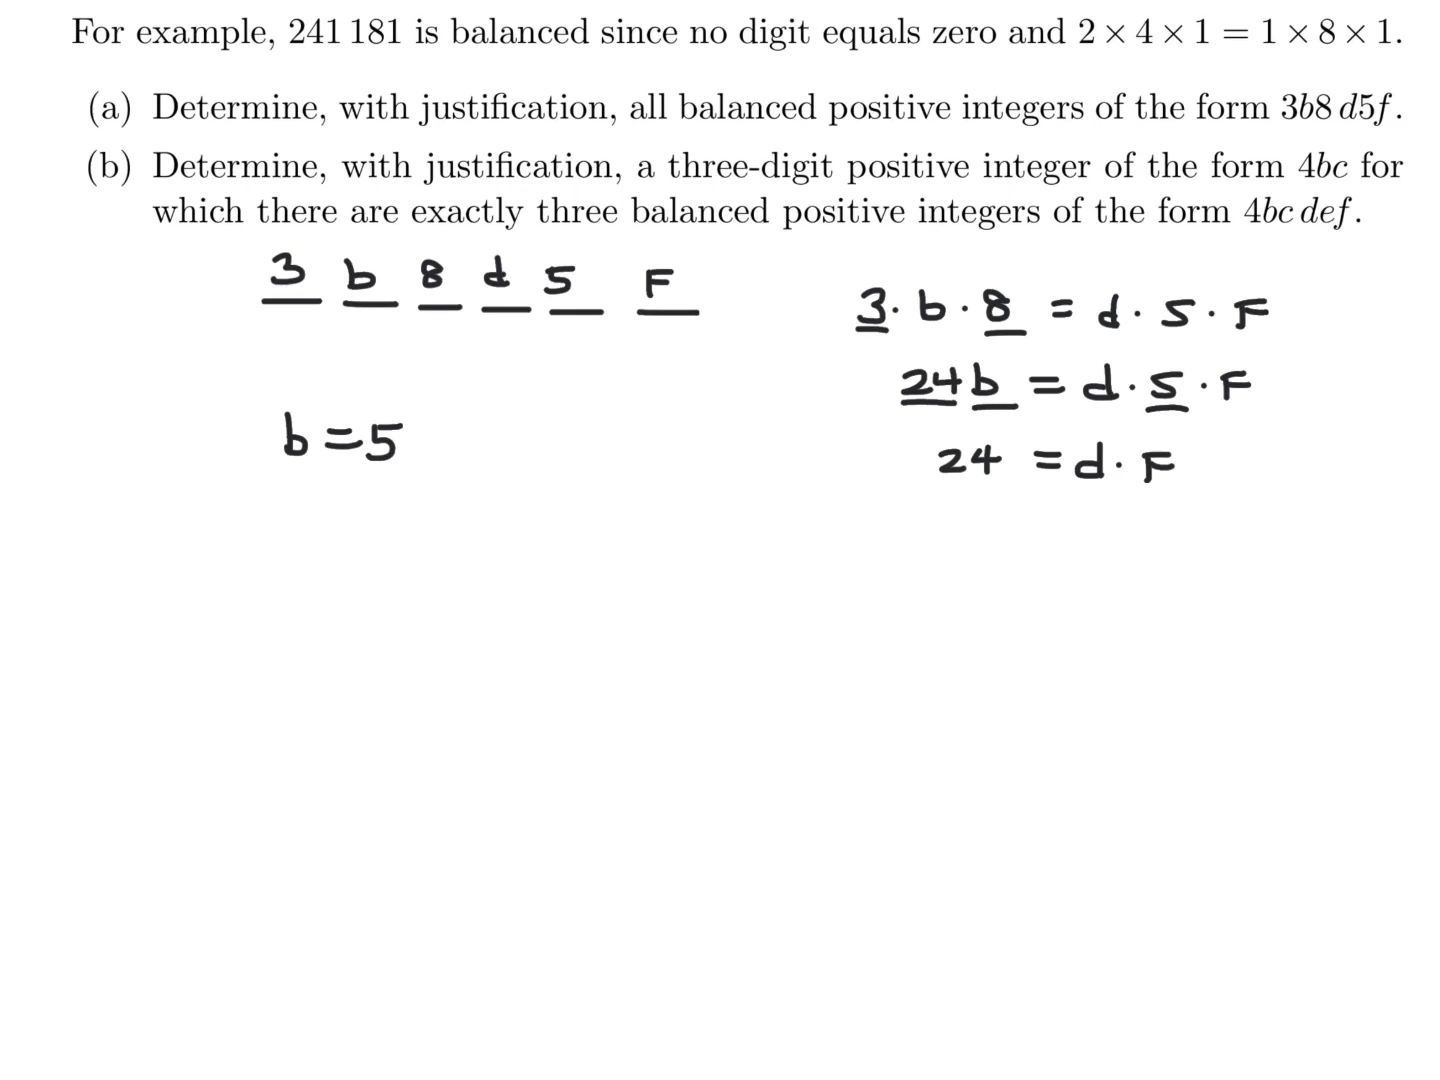 For example, 241 181 is balanced since no digit equals zero and 2 × 4 × 1 = 1 × 8 × 1.
(a) Determine, with justification, all balanced positive integers of the form 3b8 d5f.
(b) Determine, with justification, a three-digit positive integer of the form 4bc for
which there are exactly three balanced positive integers of the form 4bc def.
3 b 8 d 5 F
3 · b · 8 = d · 5 · F
24b = d · 5 · F
b = 5
24 = d · F